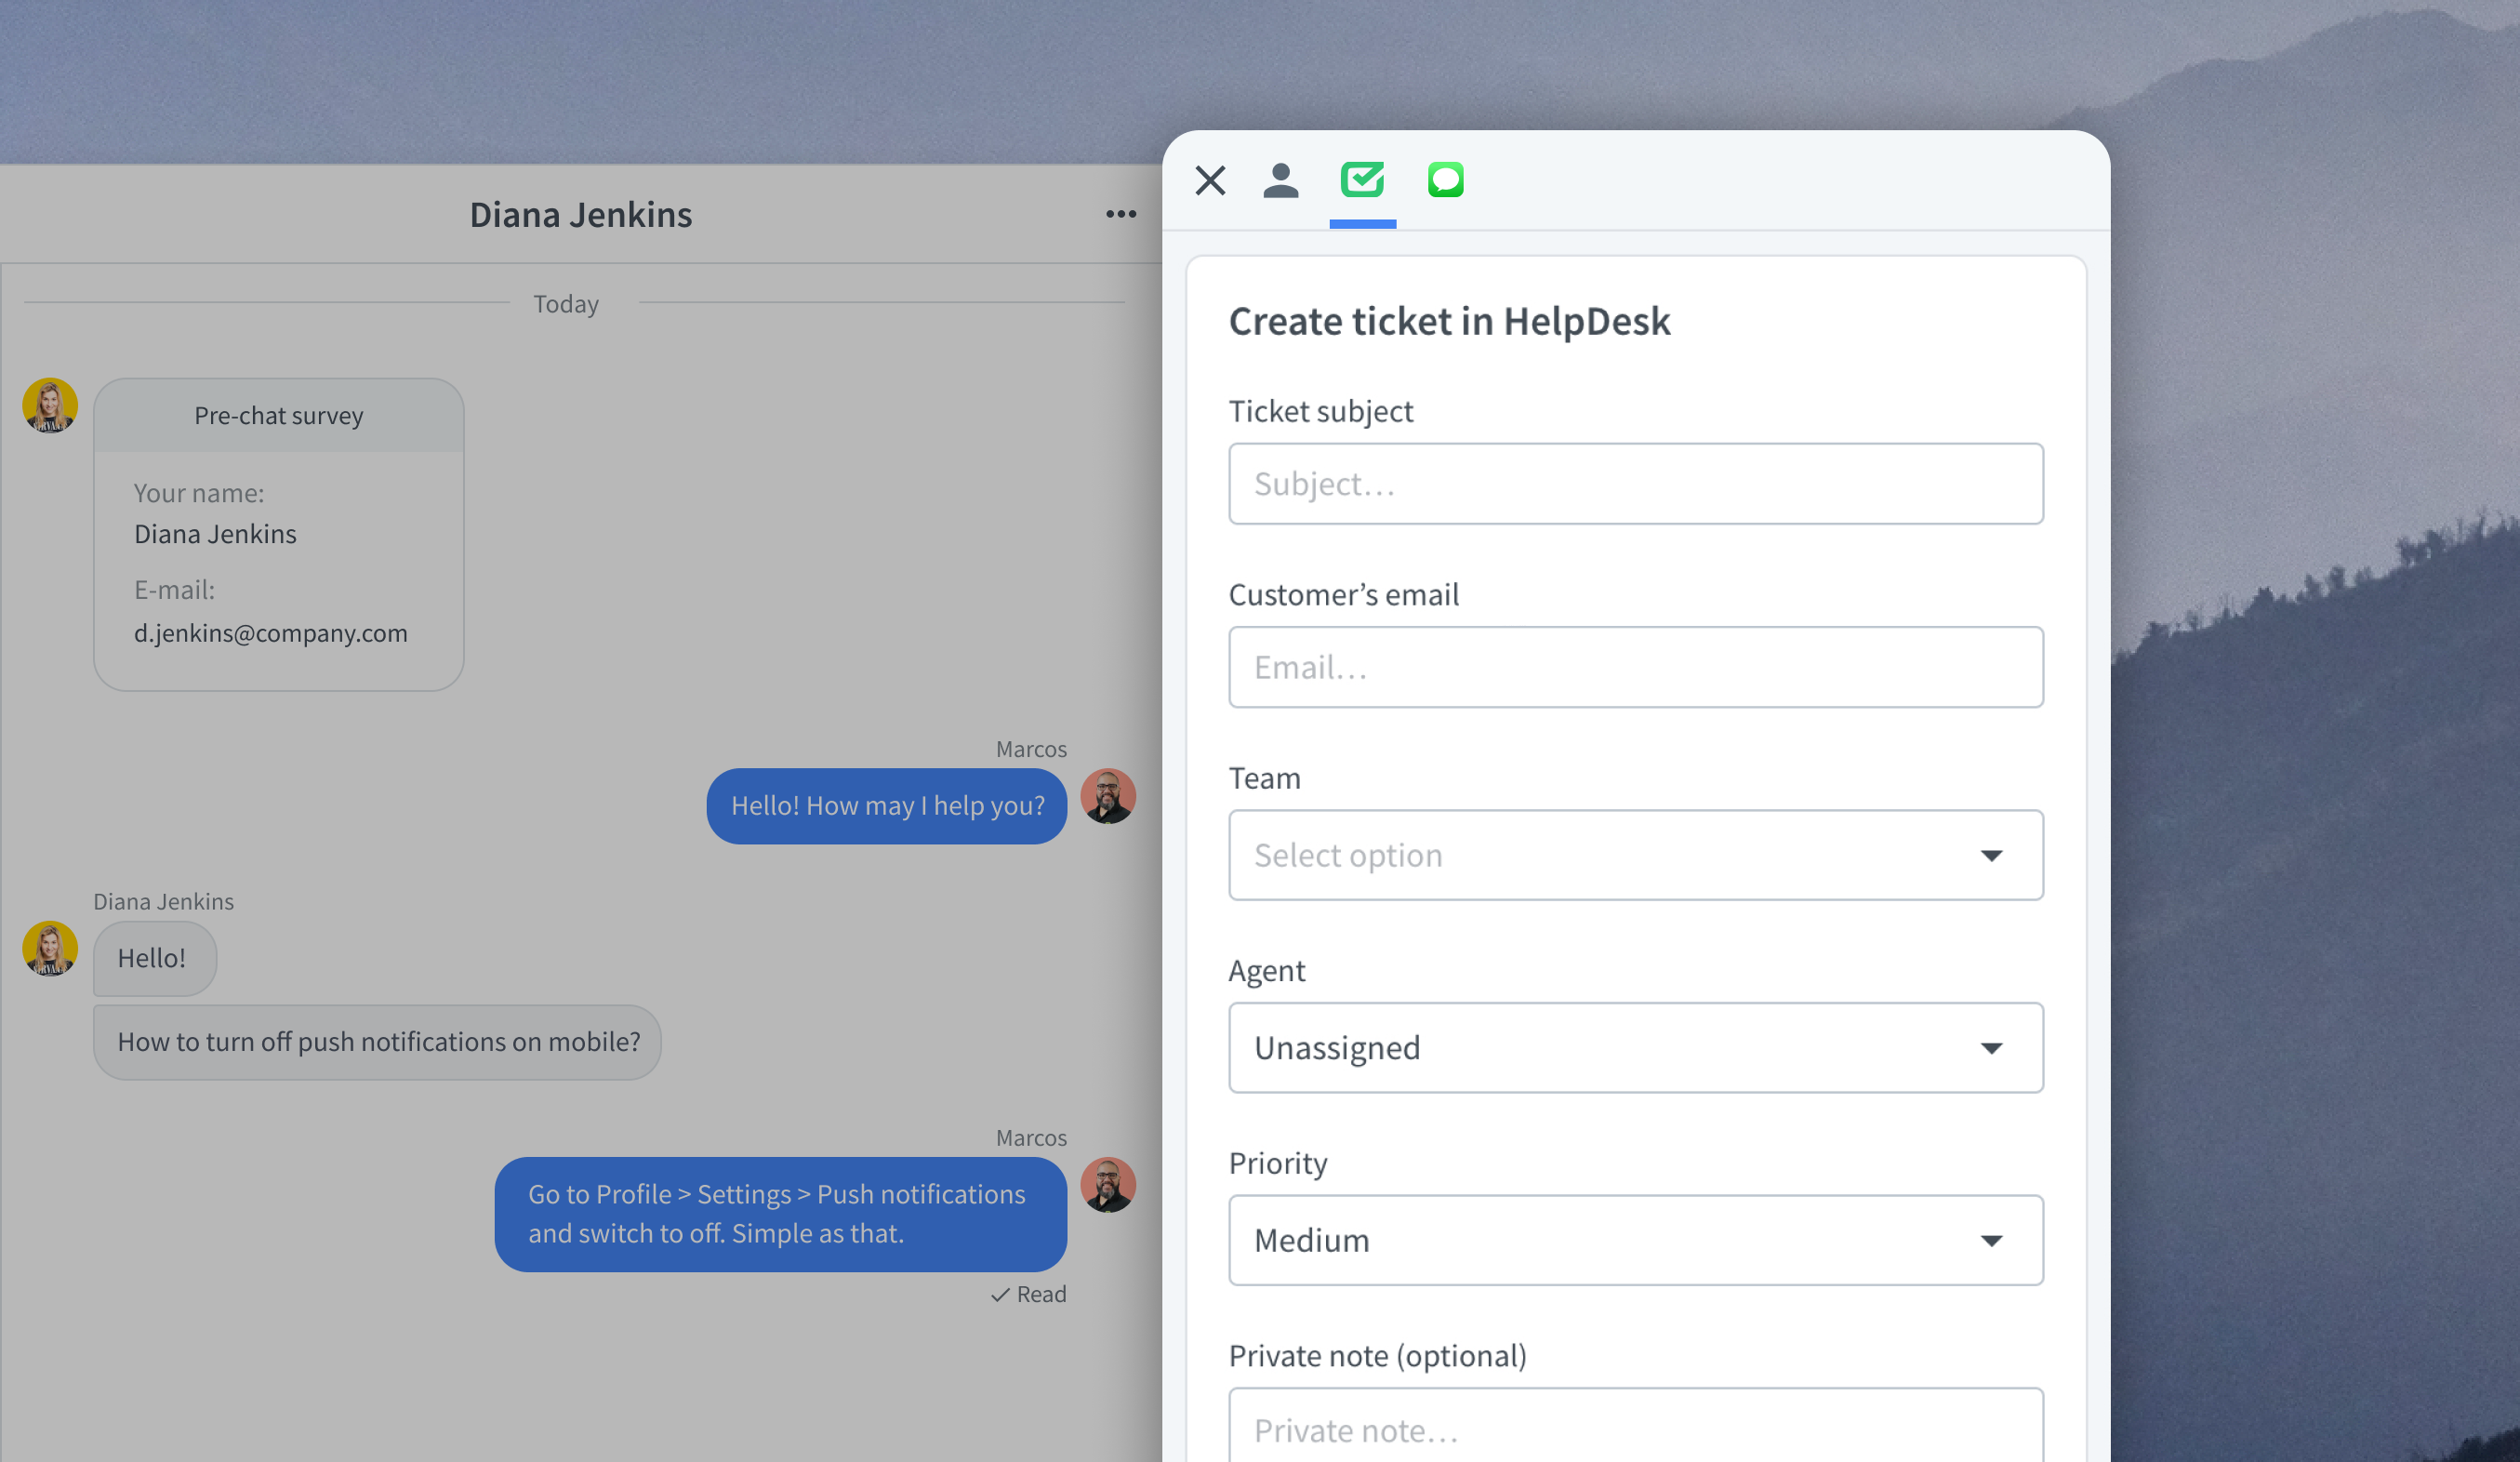 Diana Jenkins
Today
Pre-chat survey
Your name:
Diana Jenkins
E-mail:
d.jenkins@company.com
Marcos
Hello! How may I help you?
Diana Jenkins
Hello!
How to turn off push notifications on mobile?
Marcos
Go to Profile > Settings > Push notifications
and switch to off. Simple as that.
Read
Create ticket in HelpDesk
Ticket subject
Subject…
Customer’s email
Email…
Team
Select option
Agent
Unassigned
Priority
Medium
Private note (optional)
Private note…